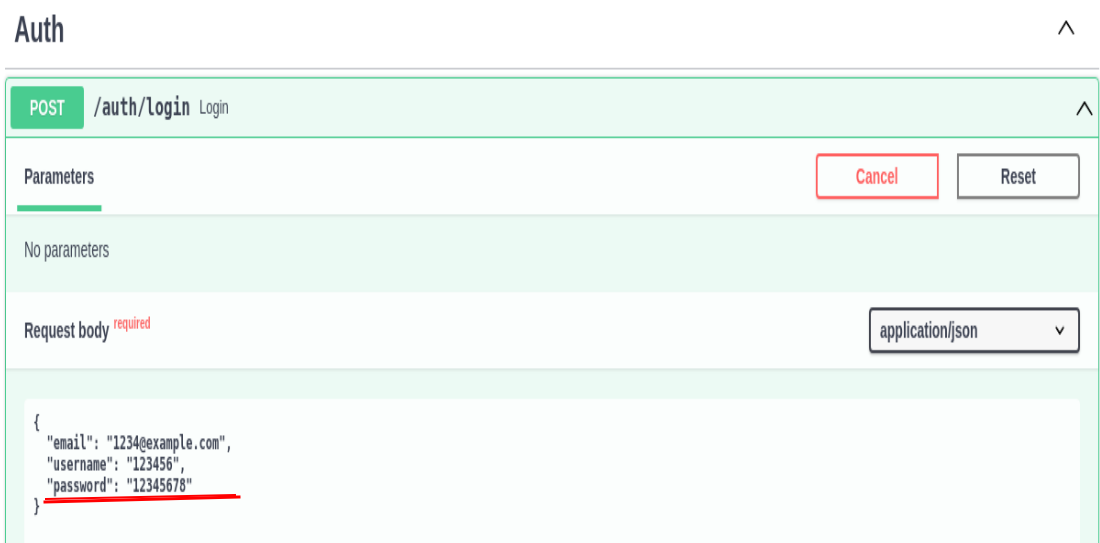 Auth
POST /auth/login Login
Parameters Cancel Reset
No parameters
Request body required application/json
{
"email": "1234@example.com",
"username": "123456",
"password": "12345678"
}